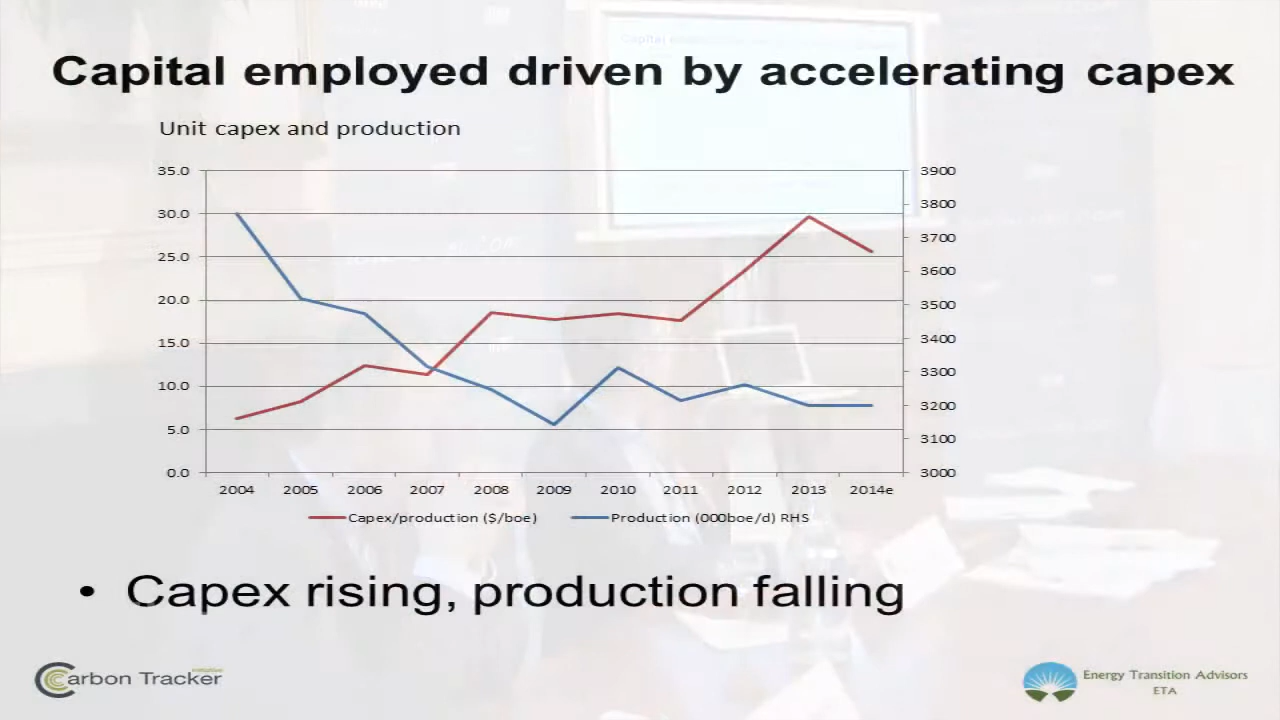 Capital employed driven by accelerating capex
Unit capex and production
35.0
30.0
25.0
20.0
15.0
10.0
5.0
0.0
3900
3800
3700
3600
3500
3400
3300
3200
3100
3000
2004 2005 2006 2007 2008 2009 2010 2011 2012 2013 2014e
Capex/production ($/boe) Production (000boe/d) RHS
• Capex rising, production falling
Carbon Tracker
Energy Transition Advisors
ETA